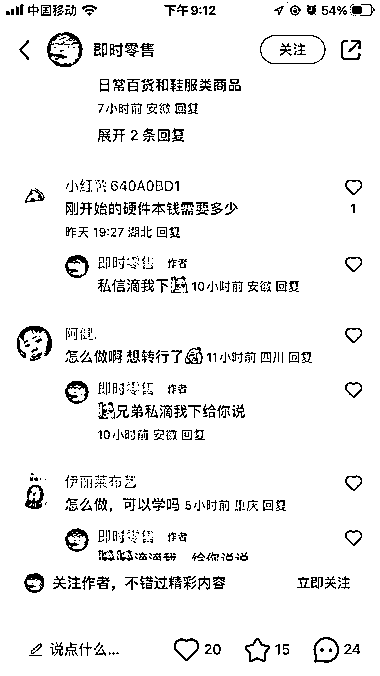 中国移动 下午9:12 54%
即时零售 关注
日常百货和鞋服类商品
7小时前 安徽 回复
展开 2 条回复
小红薯640A0BD1
刚开始的硬件本钱需要多少 1
昨天 19:27 湖北 回复
即时零售 作者
私信滴我下 10小时前 安徽 回复
阿健.
怎么做啊 想转行了 11小时前 四川 回复
即时零售 作者
兄弟私滴我下给你说
10小时前 安徽 回复
伊丽莱布艺
怎么做，可以学吗 5小时前 重庆 回复
即时零售 作者
滴滴我，给你说说
关注作者，不错过精彩内容 立即关注
说点什么... 20 15 24